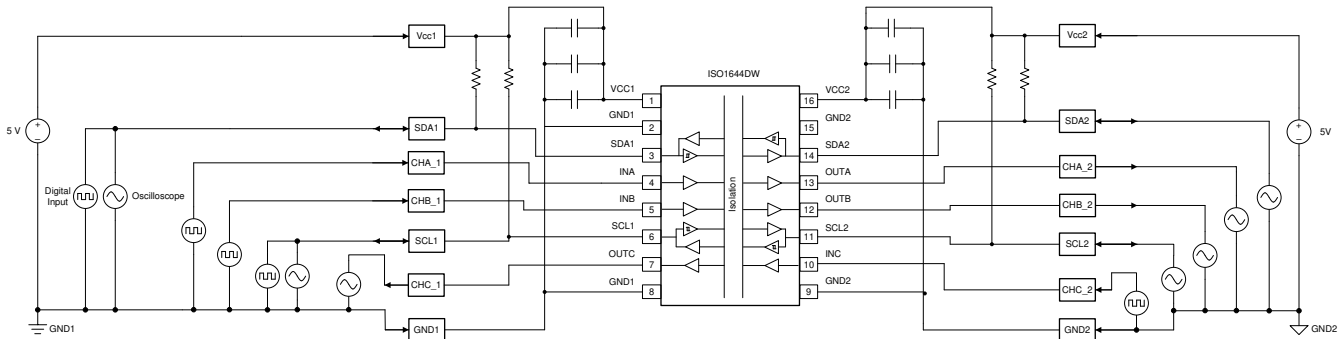 Vcc1
Vcc2
ISO1644DW
VCC1
1
16
VCC2
GND1
2
15
GND2
5 V
5V
SDA1
SDA1
3
14
SDA2
SDA2
CHA_1
INA
4
13
OUTA
CHA_2
Digital
Input
Oscilloscope
Isolation
CHB_1
INB
5
12
OUTB
CHB_2
SCL1
SCL1
6
11
SCL2
SCL2
CHC_1
OUTC
7
10
INC
CHC_2
GND1
8
9
GND2
GND1
GND1
GND2
GND2